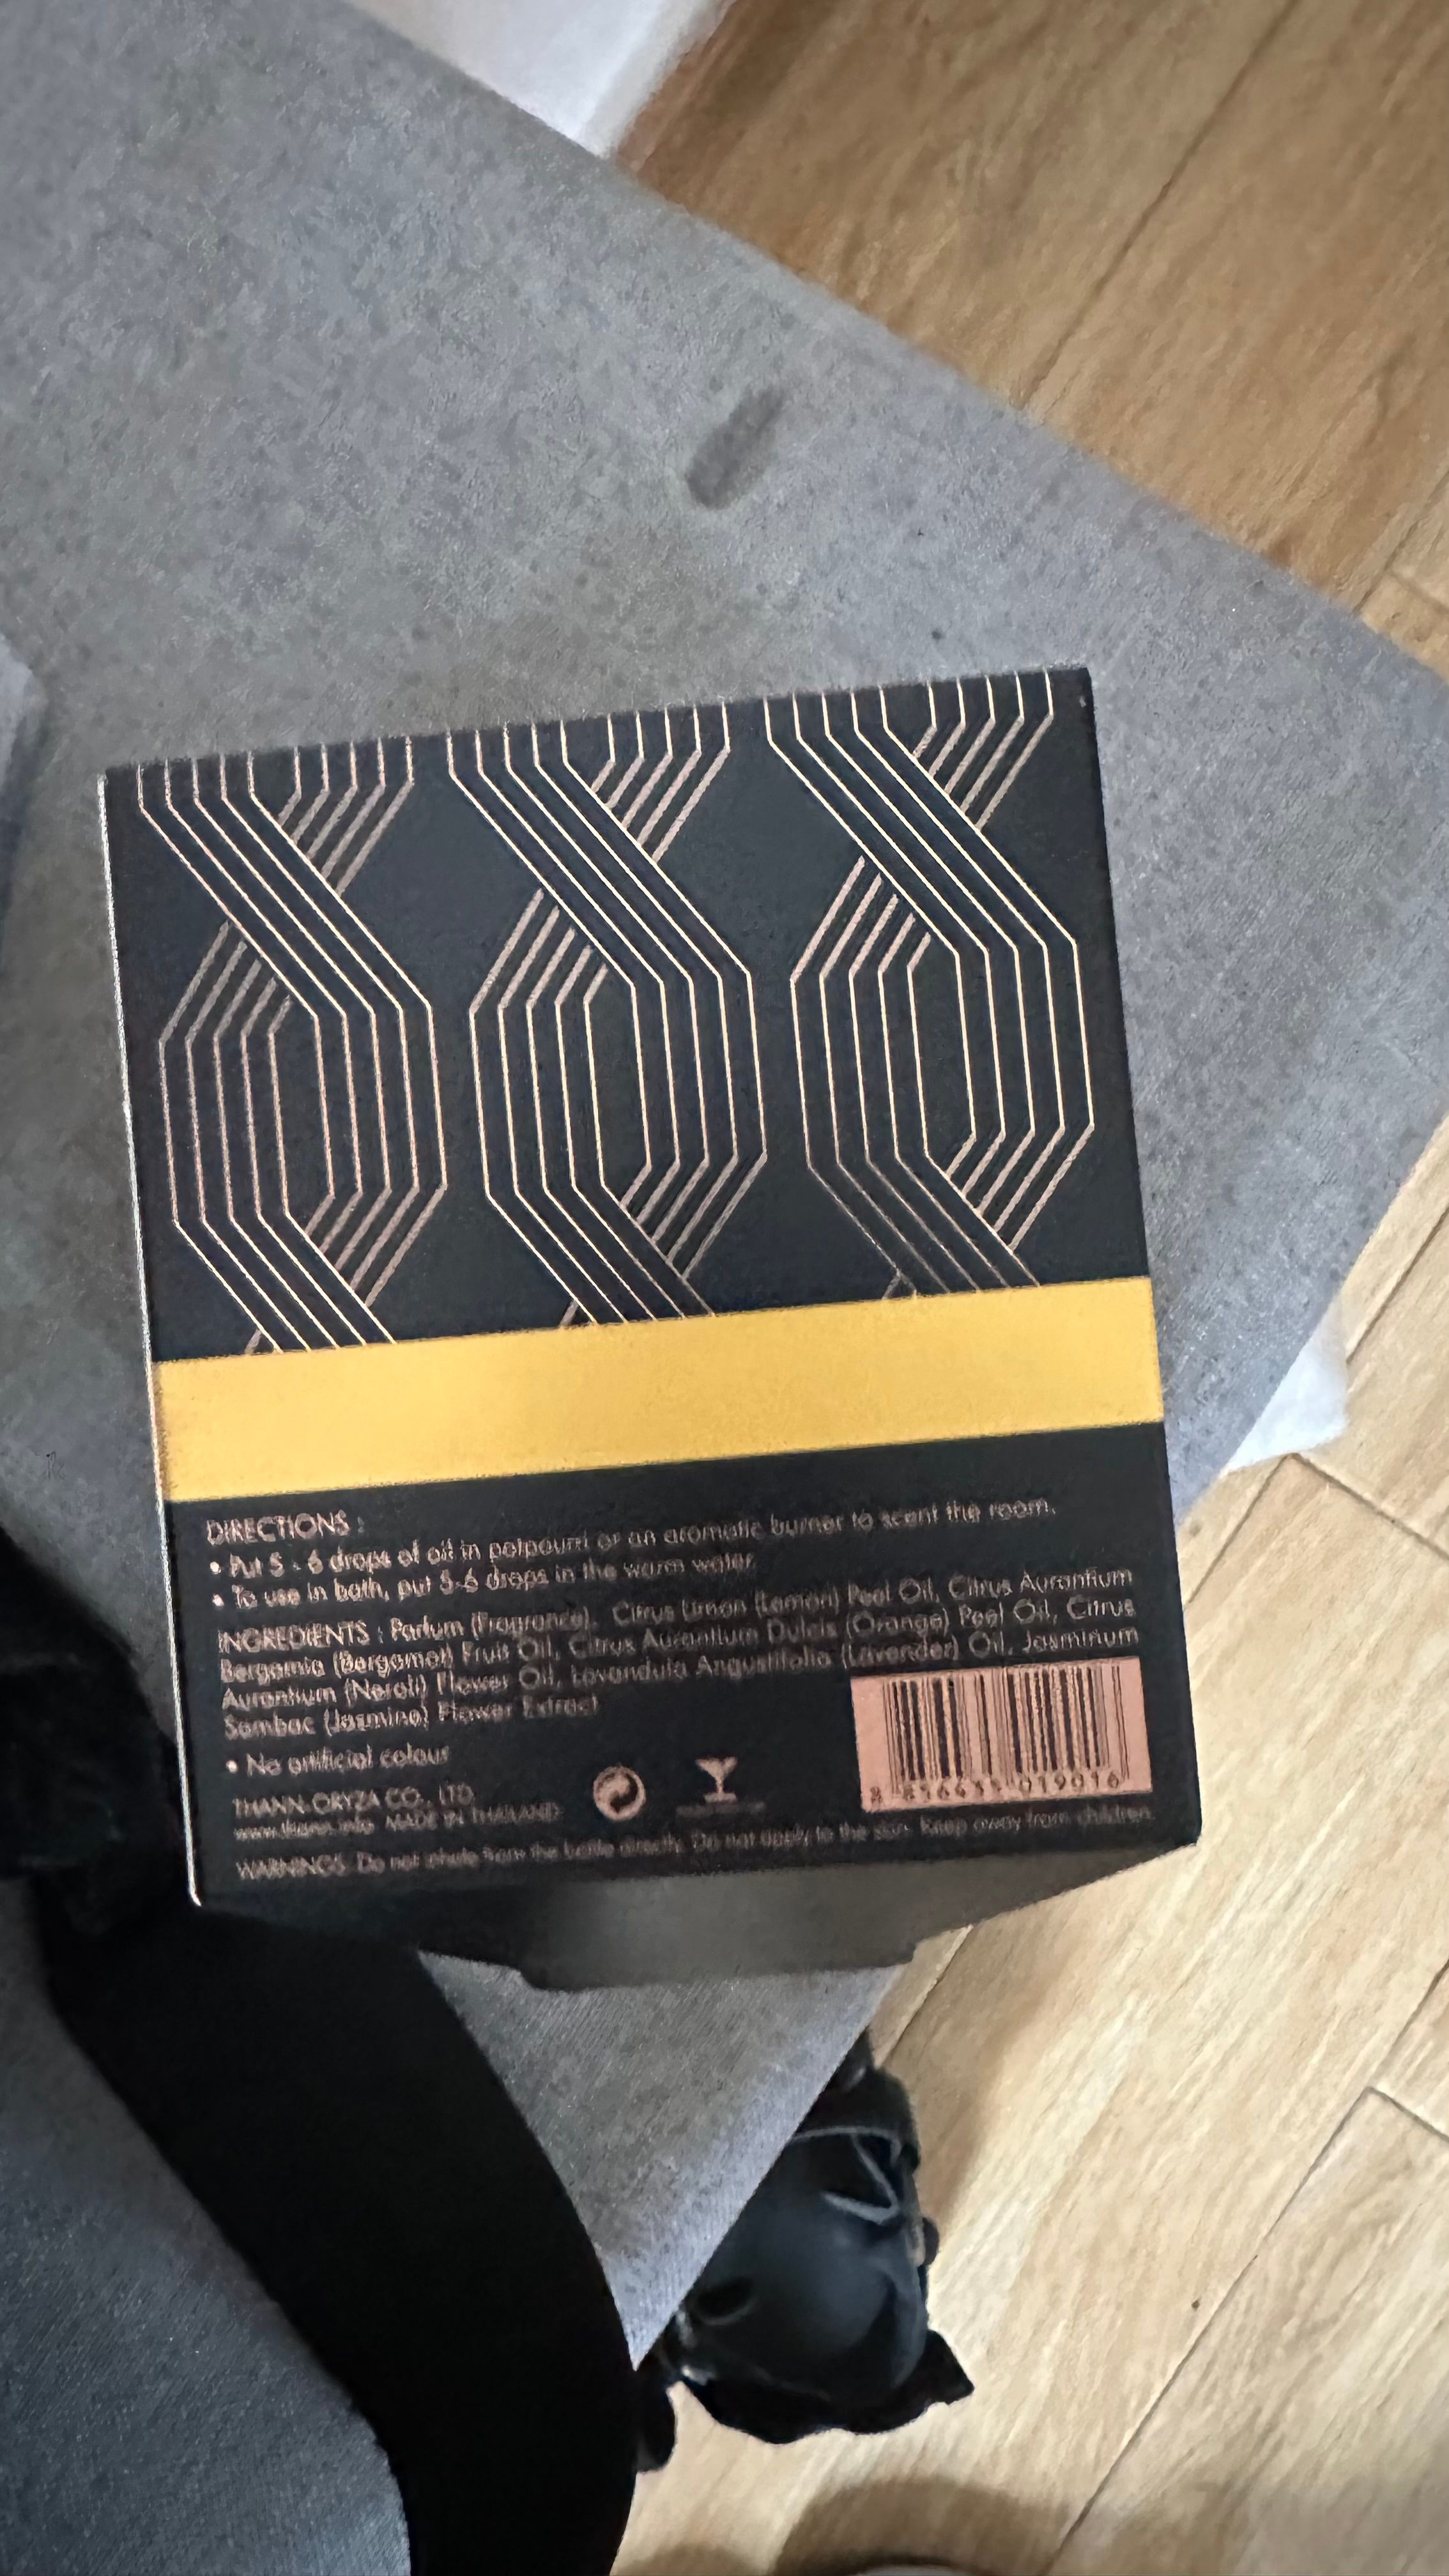 DIRECTIONS :
• Put 5 - 6 drops of oil in potpourri or an aromatic burner to scent the room.
• To use in bath, put 5-6 drops in the warm water.
INGREDIENTS : Parfum (Fragrance), Citrus Limon (Lemon) Peel Oil, Citrus Aurantium
Bergamia (Bergamot) Fruit Oil, Citrus Aurantium Dulcis (Orange) Peel Oil, Citrus
Aurantium (Neroli) Flower Oil, Lavandula Angustifolia (Lavender) Oil, Jasminum
Sambac (Jasmine) Flower Extract
• No artificial colour
THANN-ORYZA CO., LTD.
www.thann.info MADE IN THAILAND
WARNINGS: Do not inhale from the bottle directly. Do not apply to the skin. Keep away from children.